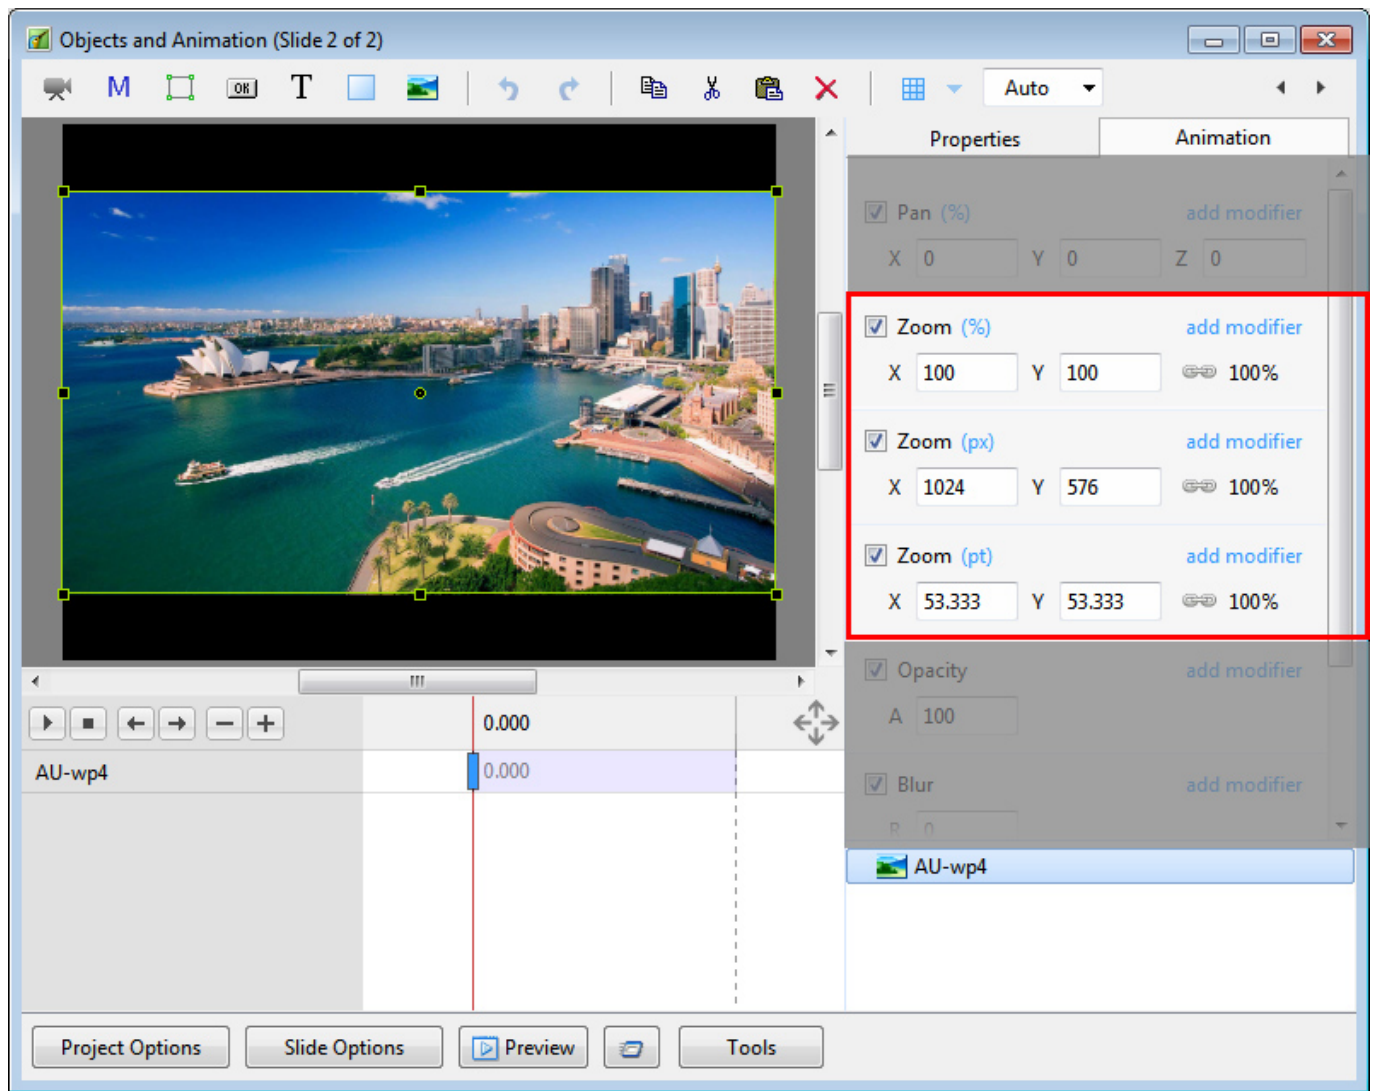 Objects and Animation (Slide 2 of 2)
M OK T Auto
Properties Animation
Pan (%) add modifier
X 0 Y 0 Z 0
Zoom (%) add modifier
X 100 Y 100 100%
Zoom (px) add modifier
X 1024 Y 576 100%
Zoom (pt) add modifier
X 53.333 Y 53.333 100%
Opacity add modifier
A 100
Blur add modifier
R 0
0.000
AU-wp4 0.000
AU-wp4
Project Options Slide Options Preview Tools